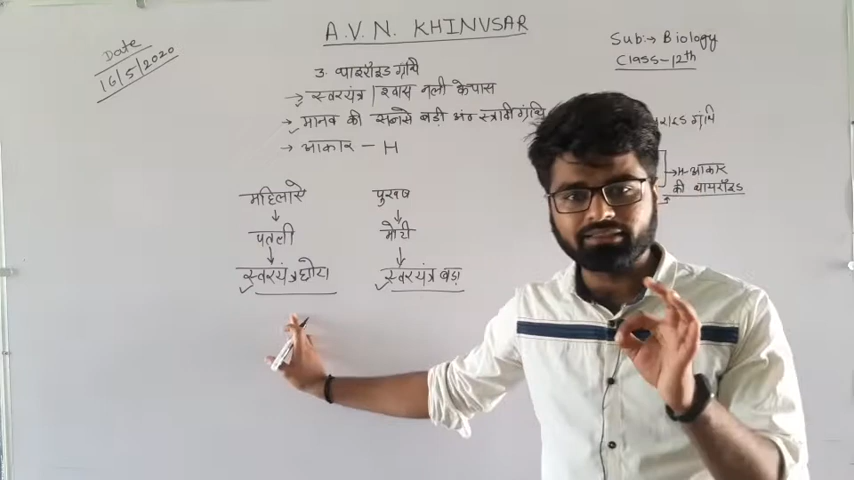 A.V.N. KHINVSAR
Date
16/5/2020
Sub:→ Biology
Class-12th
3. थाइरॉइड ग्रंथि
→ स्वरयंत्र | श्वास नली के पास
→ मानव की सबसे बड़ी अंतः स्त्रावी ग्रंथि
→ आकार - H
महिलासे
पतली
स्वरयंत्र छोटा
पुरुष
मोटी
स्वरयंत्र बड़ा
ग्रंथि
→ H-आकार
की थायरॉइड